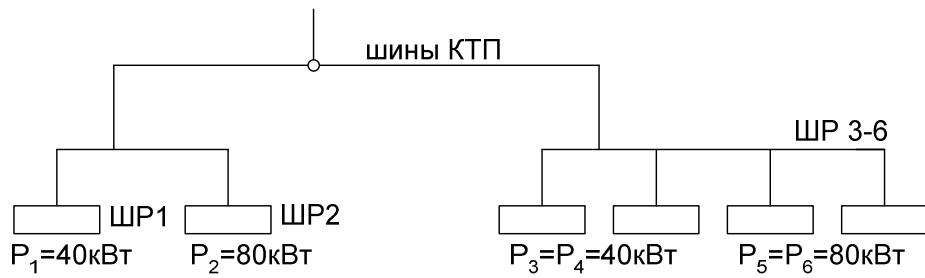 шины КТП
ШР 3-6
ШР1
ШР2
P₁=40кВт
P₂=80кВт
P₃=P₄=40кВт
P₅=P₆=80кВт